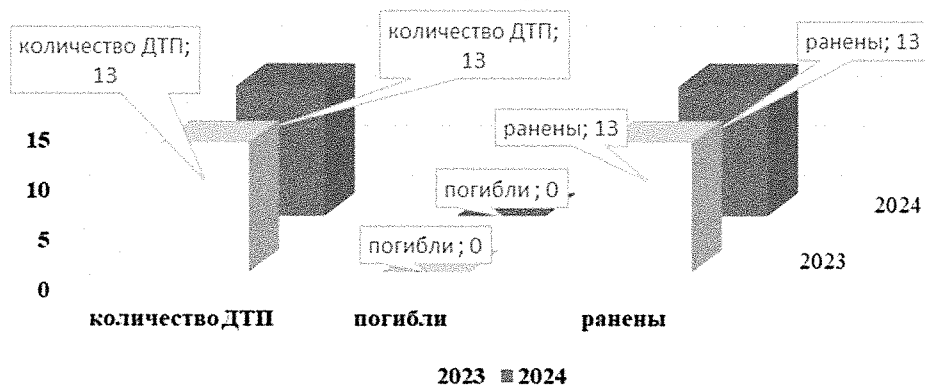 количество ДТП;
13
количество ДТП;
13
ранены; 13
ранены; 13
погибли ; 0
погибли ; 0
15
10
5
0
2024
2023
количество ДТП погибли ранены
2023 2024